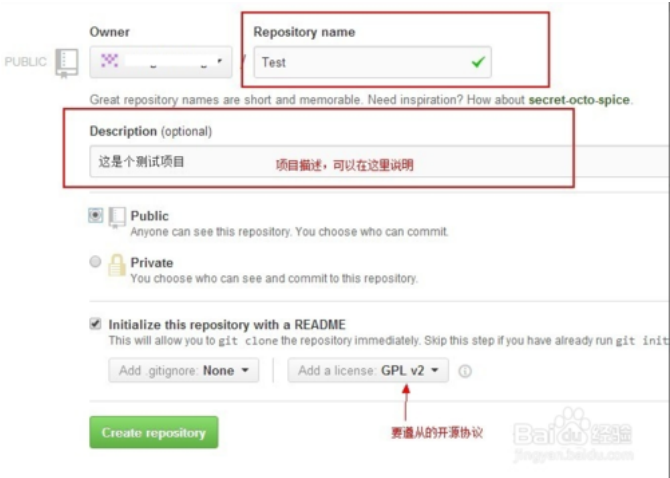 Owner
Repository name
PUBLIC
/
Test
Great repository names are short and memorable. Need inspiration? How about secret-octo-spice.
Description (optional)
这是个测试项目
项目描述，可以在这里说明
Public
Anyone can see this repository. You choose who can commit.
Private
You choose who can see and commit to this repository.
Initialize this repository with a README
This will allow you to git clone the repository immediately. Skip this step if you have already run git init
Add .gitignore: None
Add a license: GPL v2
Create repository
要遵从的开源协议
Baidu 经验
jingyan.baidu.com